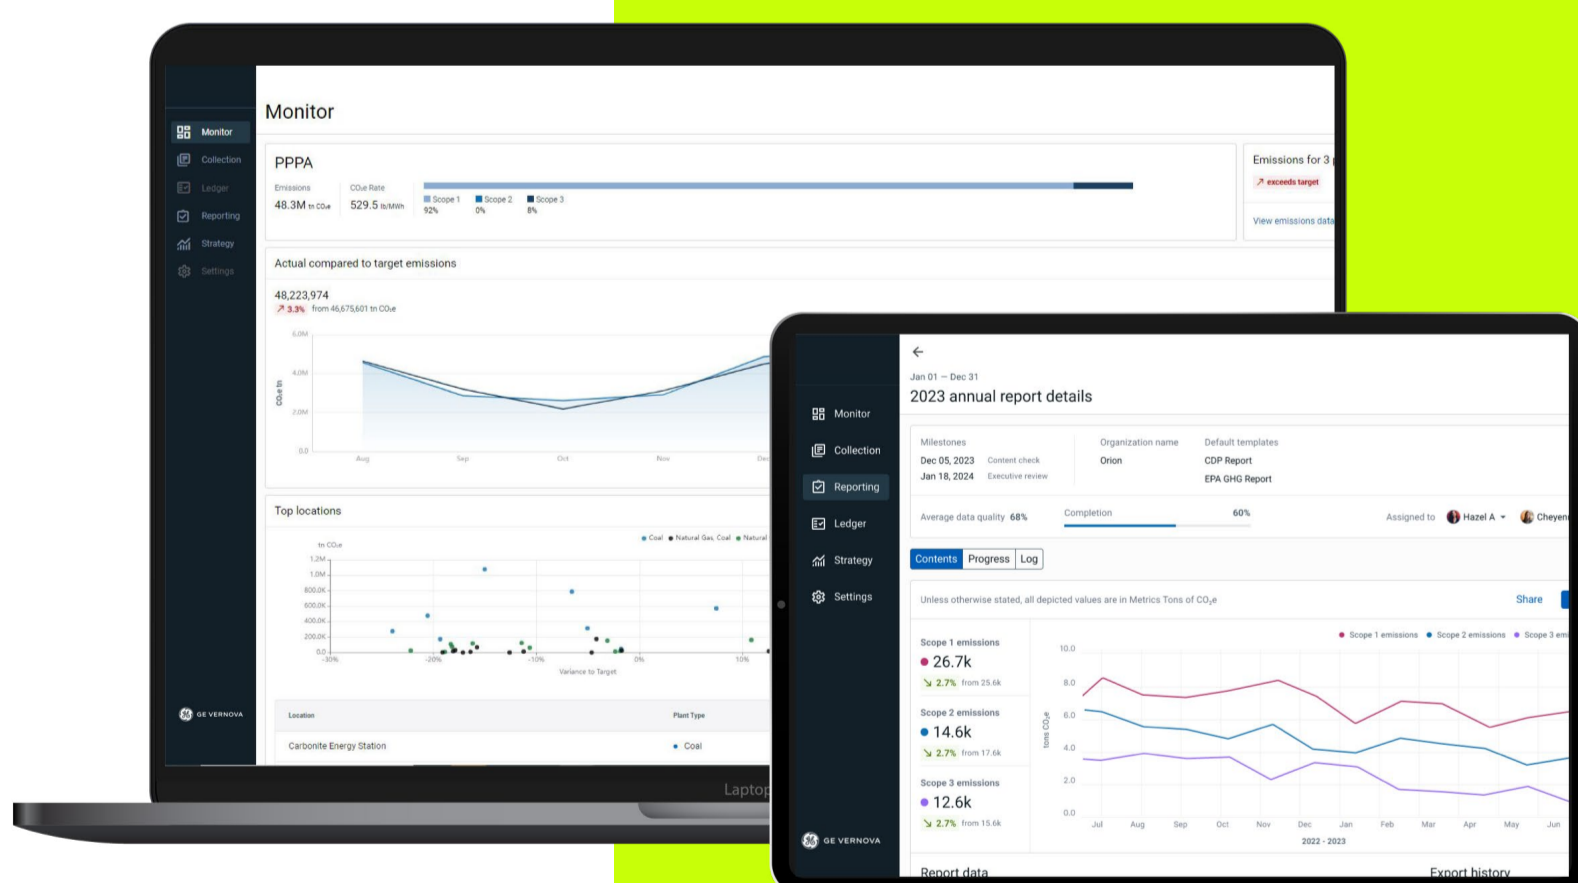 Monitor
Collection
Ledger
Reporting
Strategy
Settings
GE VERNOVA
Monitor
PPPA
Emissions
48.3M tn CO₂e
CO₂e Rate
529.5 lb/MWh
Scope 1
92%
Scope 2
0%
Scope 3
8%
Emissions for 3
exceeds target
View emissions data
Actual compared to target emissions
48,223,974
3.3% from 46,675,601 tn CO₂e
CO₂e tn
6.0M
4.0M
2.0M
0.0
Aug Sep Oct Nov Dec
Top locations
Coal Natural Gas, Coal Natural
tn CO₂e
1.2M
1.0M
800.0K
600.0K
400.0K
200.0K
0.0
-30% -20% -10% 0% 10%
Variance to Target
Location Plant Type
Carbonite Energy Station Coal
Laptop
Monitor
Collection
Reporting
Ledger
Strategy
Settings
GE VERNOVA
Jan 01 – Dec 31
2023 annual report details
Milestones
Dec 05, 2023 Content check
Jan 18, 2024 Executive review
Organization name
Orion
Default templates
CDP Report
EPA GHG Report
Average data quality 68%
Completion 60%
Assigned to Hazel A Cheyen
Contents Progress Log
Unless otherwise stated, all depicted values are in Metrics Tons of CO₂e
Share
Scope 1 emissions
26.7k
2.7% from 25.6k
Scope 2 emissions
14.6k
2.7% from 17.6k
Scope 3 emissions
12.6k
2.7% from 15.6k
Scope 1 emissions Scope 2 emissions Scope 3 emi
tons CO₂e
10.0
8.0
6.0
4.0
2.0
0.0
Jul Aug Sep Oct Nov Dec Jan Feb Mar Apr May Jun
2022 - 2023
Report data
Export history